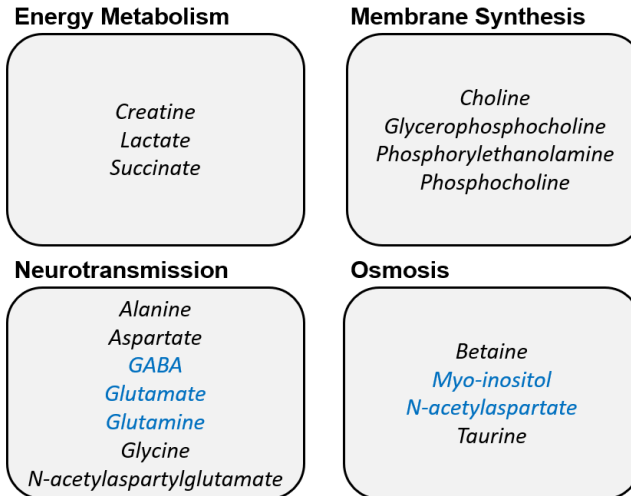 Energy Metabolism
Creatine
Lactate
Succinate
Membrane Synthesis
Choline
Glycerophosphocholine
Phosphorylethanolamine
Phosphocholine
Neurotransmission
Alanine
Aspartate
GABA
Glutamate
Glutamine
Glycine
N-acetylaspartylglutamate
Osmosis
Betaine
Myo-inositol
N-acetylaspartate
Taurine